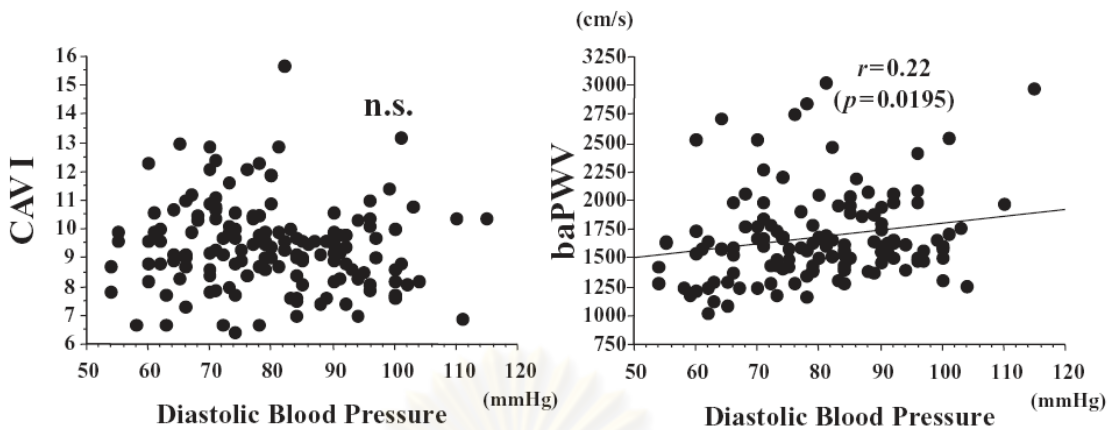 16
15
14
13
12
11
10
9
8
7
6
CAVI
n.s.
50 60 70 80 90 100 110 120
(mmHg)
Diastolic Blood Pressure
(cm/s)
3250
3000
2750
2500
2250
2000
1750
1500
1250
1000
750
baPWV
r=0.22
(p=0.0195)
50 60 70 80 90 100 110 120
(mmHg)
Diastolic Blood Pressure